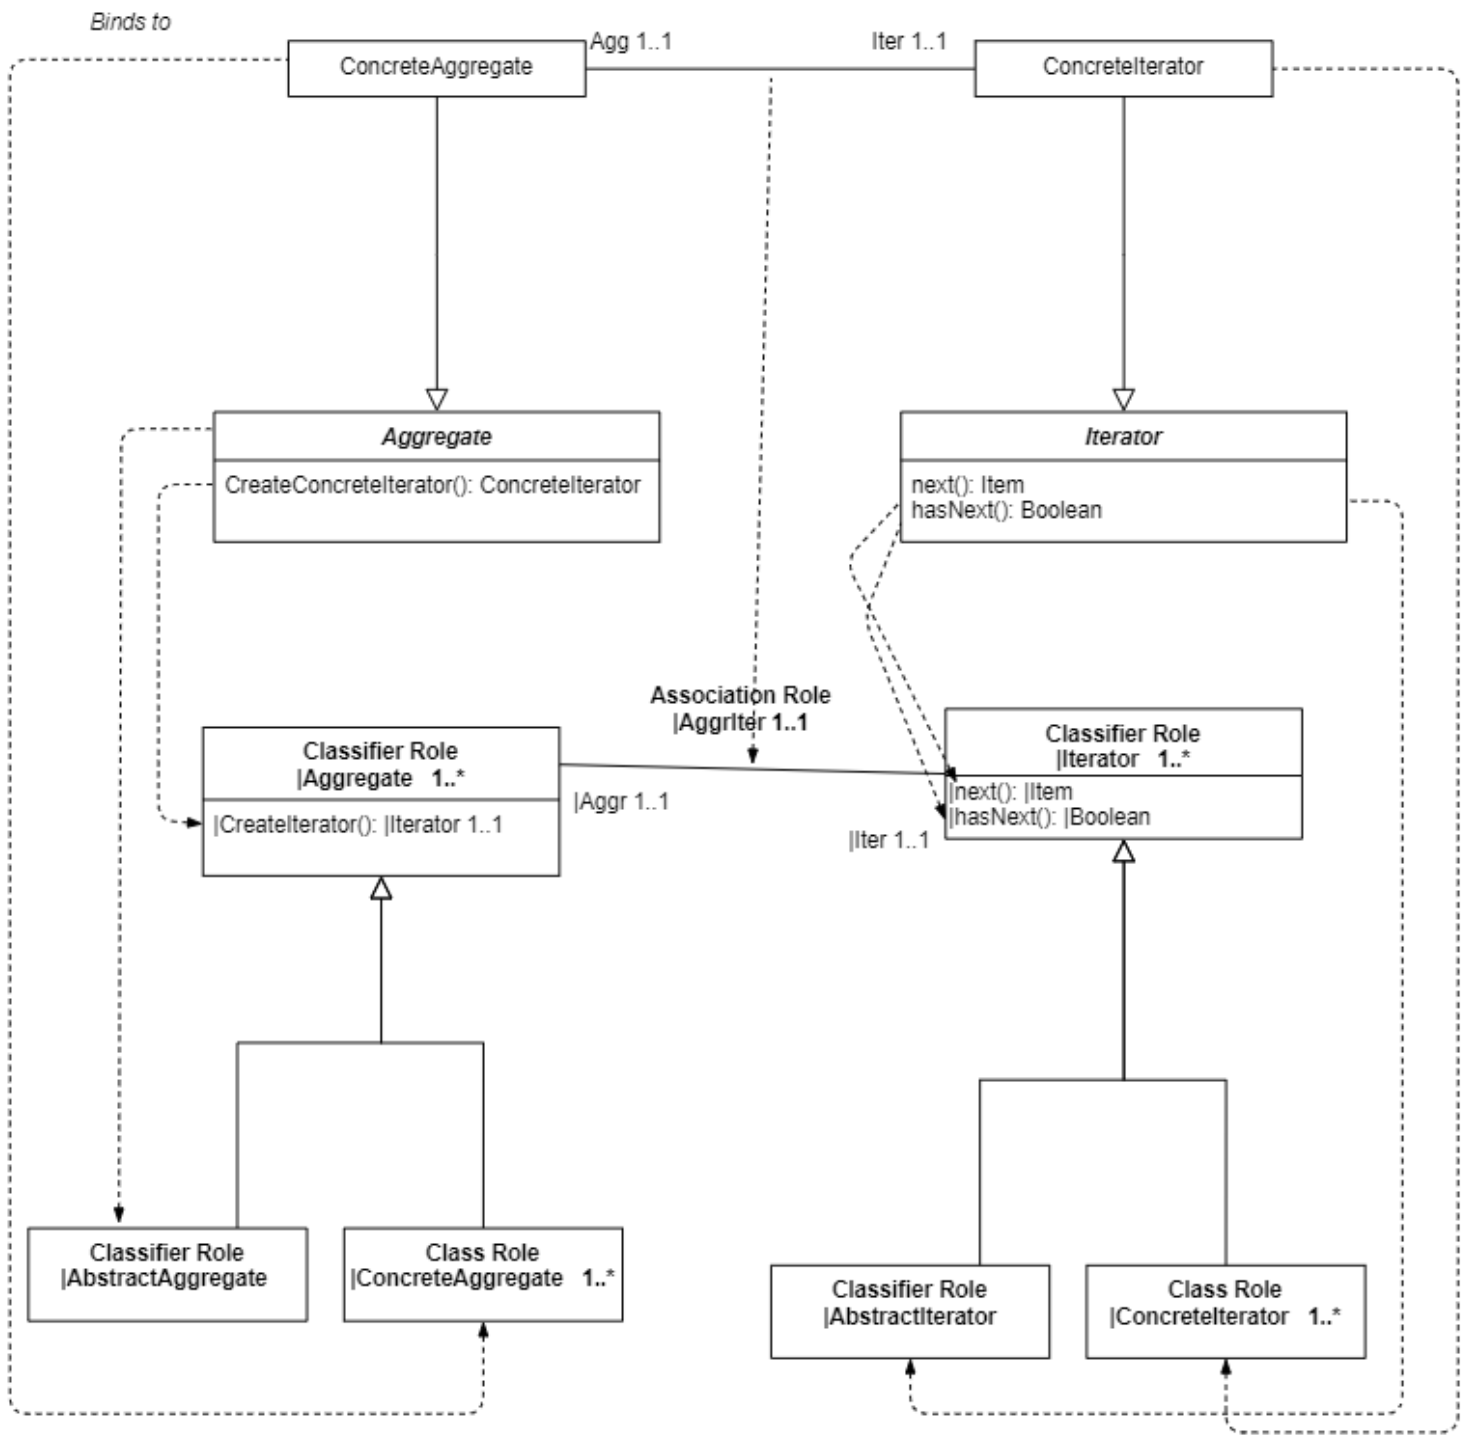 Binds to
ConcreteAggregate
Agg 1..1
Iter 1..1
ConcreteIterator
Aggregate
CreateConcreteIterator(): ConcreteIterator
Iterator
next(): Item
hasNext(): Boolean
Association Role
|AggrIter 1..1
Classifier Role
|Aggregate 1..*
|CreateIterator(): |Iterator 1..1
|Aggr 1..1
|Iter 1..1
Classifier Role
|Iterator 1..*
|next(): |Item
|hasNext(): |Boolean
Classifier Role
|AbstractAggregate
Class Role
|ConcreteAggregate 1..*
Classifier Role
|AbstractIterator
Class Role
|ConcreteIterator 1..*